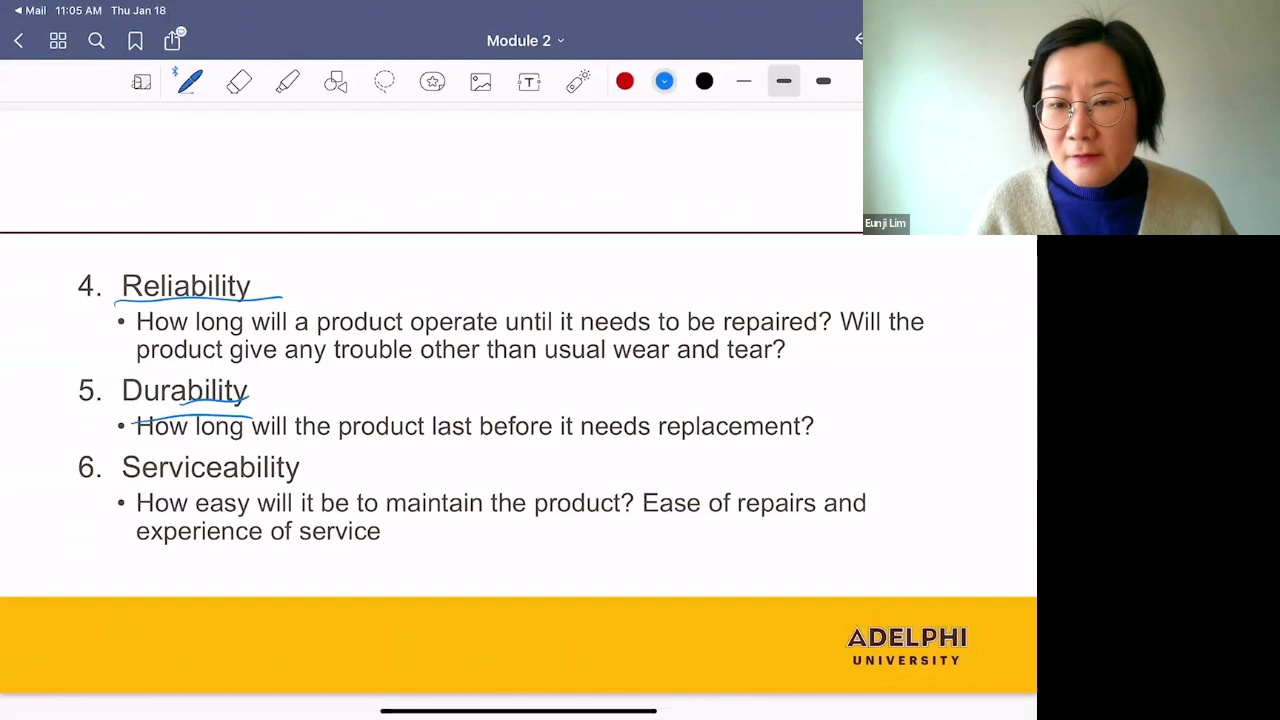 Mail 11:05 AM Thu Jan 18
Module 2
T
Eunji Lim
4. Reliability
• How long will a product operate until it needs to be repaired? Will the
product give any trouble other than usual wear and tear?
5. Durability
• How long will the product last before it needs replacement?
6. Serviceability
• How easy will it be to maintain the product? Ease of repairs and
experience of service
ADELPHI
UNIVERSITY